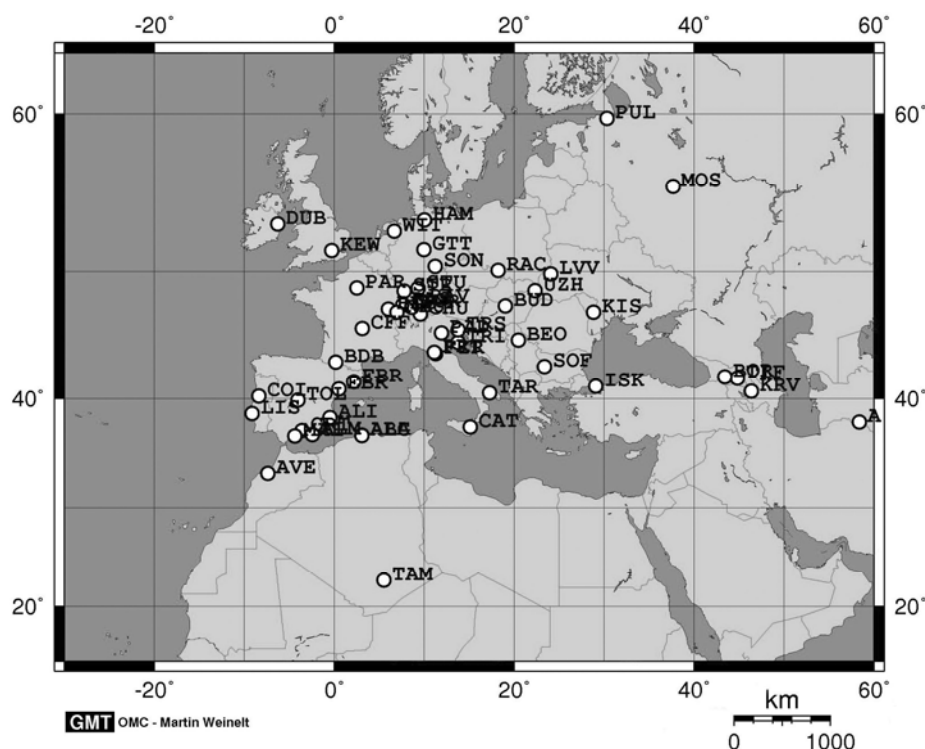 -20° 0° 20° 40° 60°
PUL
60° 60°
MOS
DUB
HAM
WIT
KEW
GTT
SON
RAC
LVV
PAR
UZH
BUD
KIS
CFF
BEO
BDB
SOF
ISK
KRV
COI
TOL
TAR
40° 40°
LIS
ALI
CAT
A
AVE
TAM
20° 20°
-20° 0° 20° 40° 60°
km
GMT OMC - Martin Weinelt
0 1000